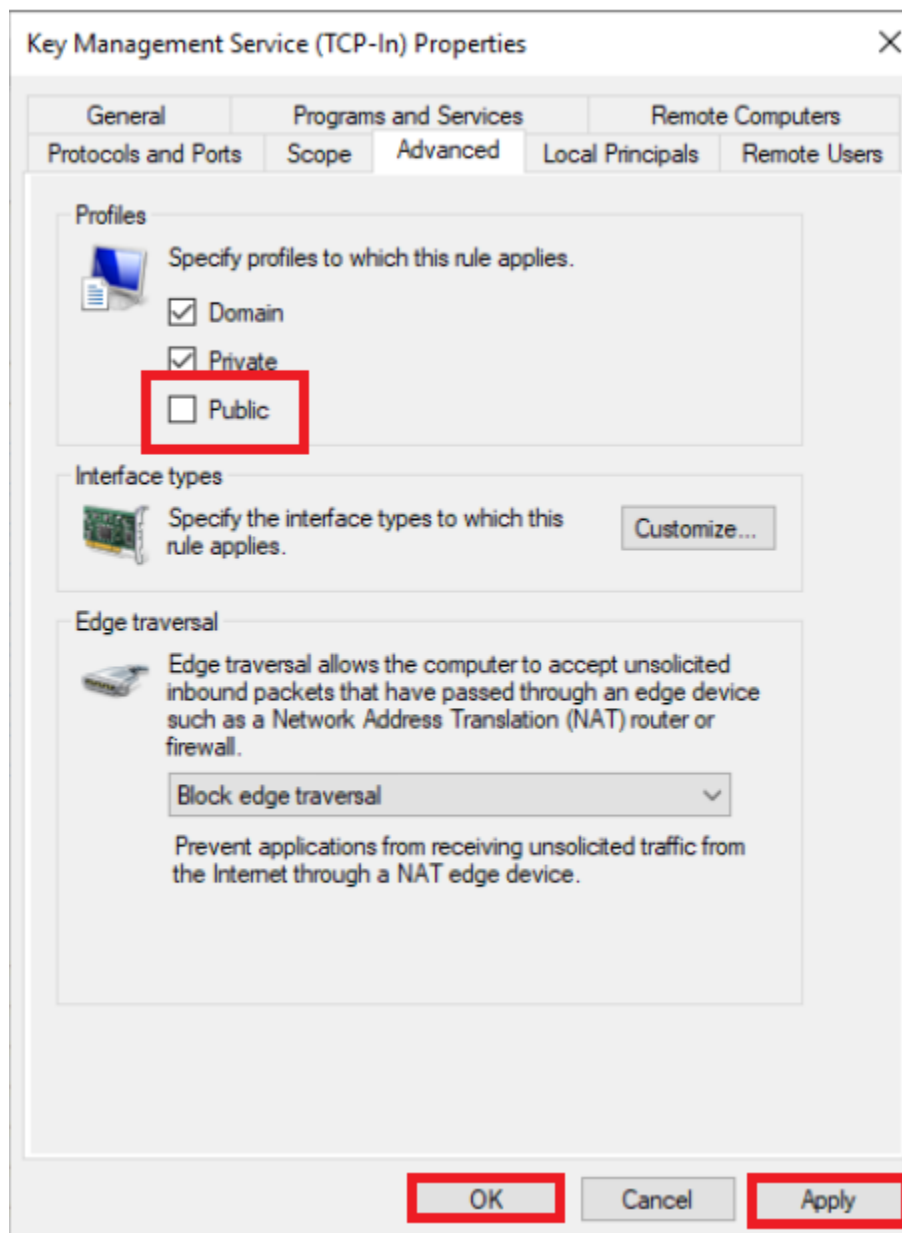 Key Management Service (TCP-In) Properties
General
Programs and Services
Remote Computers
Protocols and Ports
Scope
Advanced
Local Principals
Remote Users
Profiles
Specify profiles to which this rule applies.
Domain
Private
Public
Interface types
Specify the interface types to which this
rule applies.
Customize...
Edge traversal
Edge traversal allows the computer to accept unsolicited
inbound packets that have passed through an edge device
such as a Network Address Translation (NAT) router or
firewall.
Block edge traversal
Prevent applications from receiving unsolicited traffic from
the Internet through a NAT edge device.
OK
Cancel
Apply